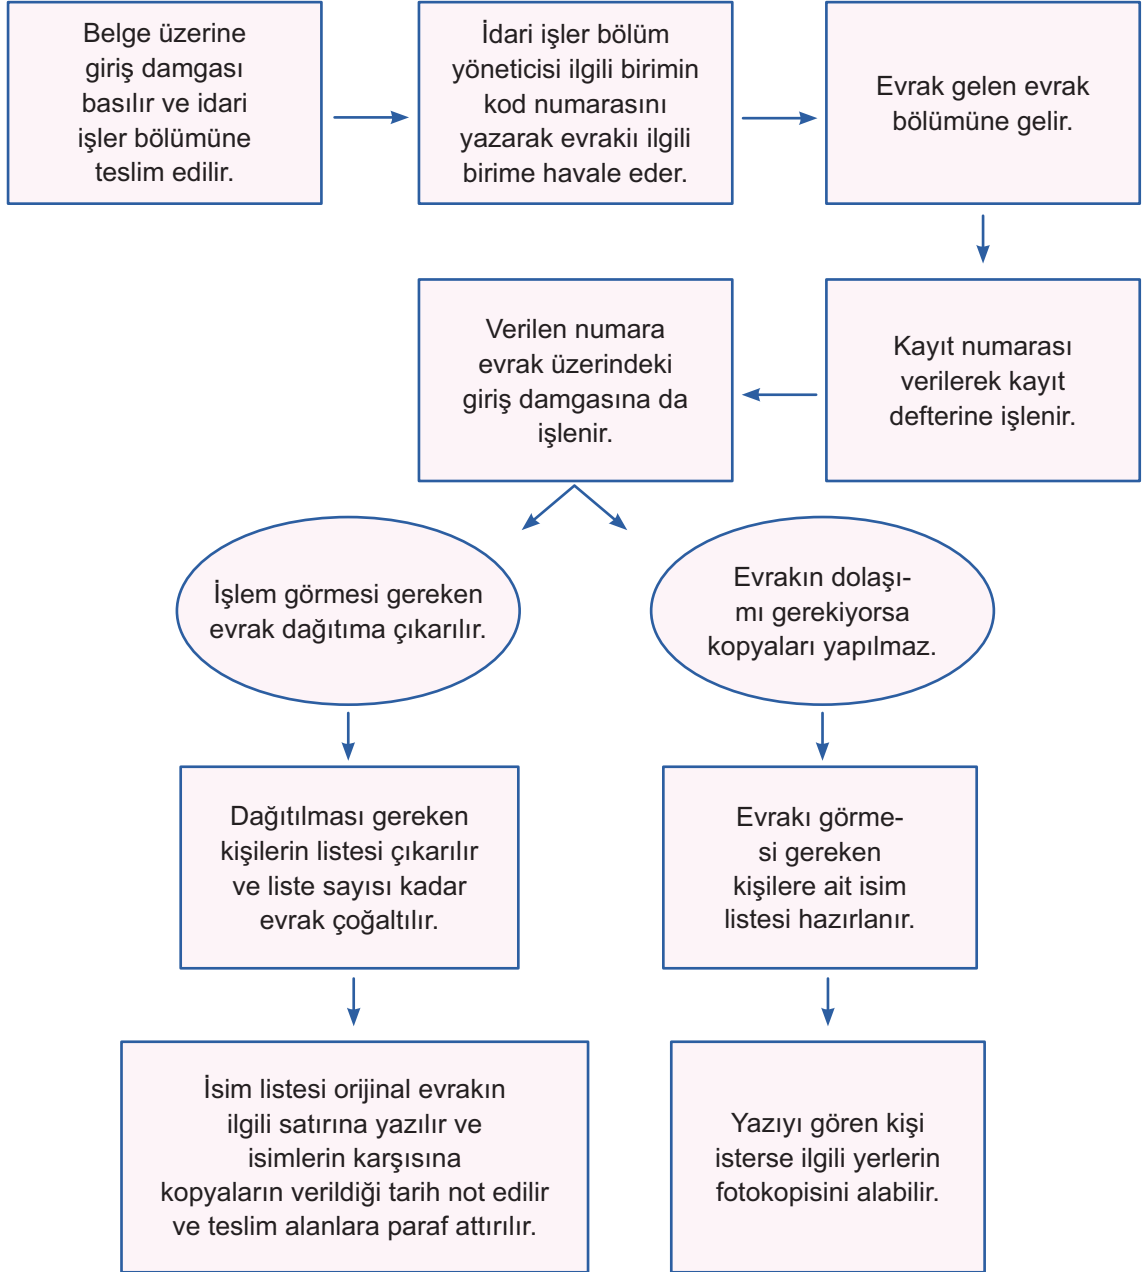 Belge üzerine
giriş damgası
basılır ve idari
işler bölümüne
teslim edilir.
İdari işler bölüm
yöneticisi ilgili birimin
kod numarasını
yazarak evrakiı ilgili
birime havale eder.
Evrak gelen evrak
bölümüne gelir.
Kayıt numarası
verilerek kayıt
defterine işlenir.
Verilen numara
evrak üzerindeki
giriş damgasına da
işlenir.
İşlem görmesi gereken
evrak dağıtıma çıkarılır.
Dağıtılması gereken
kişilerin listesi çıkarılır
ve liste sayısı kadar
evrak çoğaltılır.
İsim listesi orijinal evrakın
ilgili satırına yazılır ve
isimlerin karşısına
kopyaların verildiği tarih not edilir
ve teslim alanlara paraf attırılır.
Evrakın dolaşı-
mı gerekiyorsa
kopyaları yapılmaz.
Evrakı görme-
si gereken
kişilere ait isim
listesi hazırlanır.
Yazıyı gören kişi
isterse ilgili yerlerin
fotokopisini alabilir.